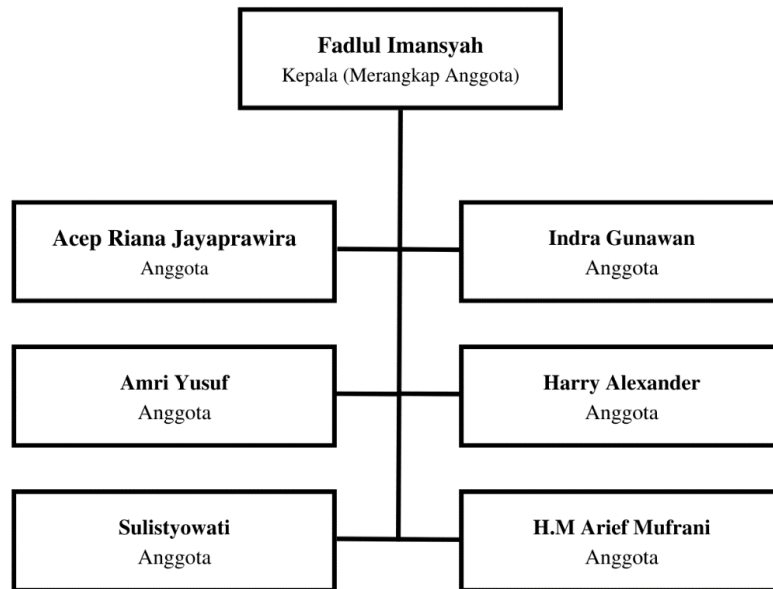 Fadlul Imansyah
Kepala (Merangkap Anggota)
Acep Riana Jayaprawira
Anggota
Indra Gunawan
Anggota
Amri Yusuf
Anggota
Harry Alexander
Anggota
Sulistyowati
Anggota
H.M Arief Mufrani
Anggota